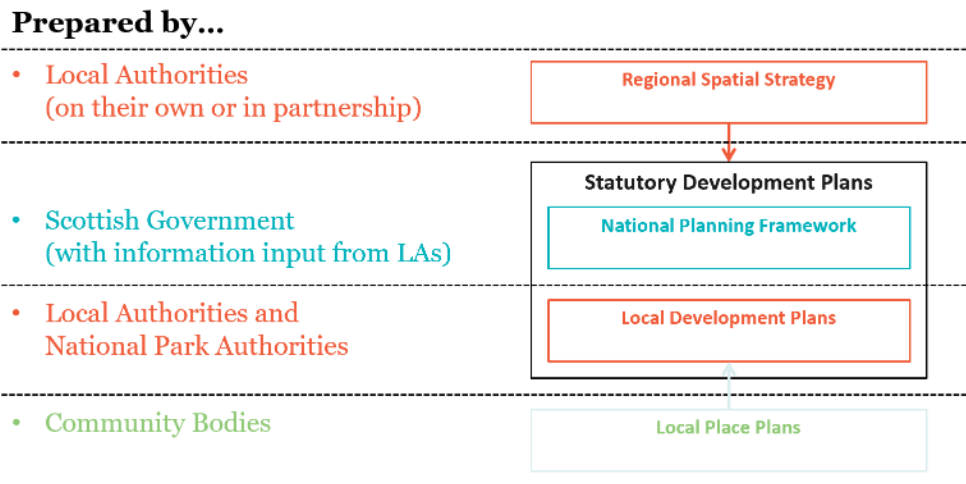 Prepared by...
• Local Authorities
(on their own or in partnership)
Regional Spatial Strategy
Statutory Development Plans
• Scottish Government
(with information input from LAs)
National Planning Framework
• Local Authorities and
National Park Authorities
Local Development Plans
• Community Bodies
Local Place Plans